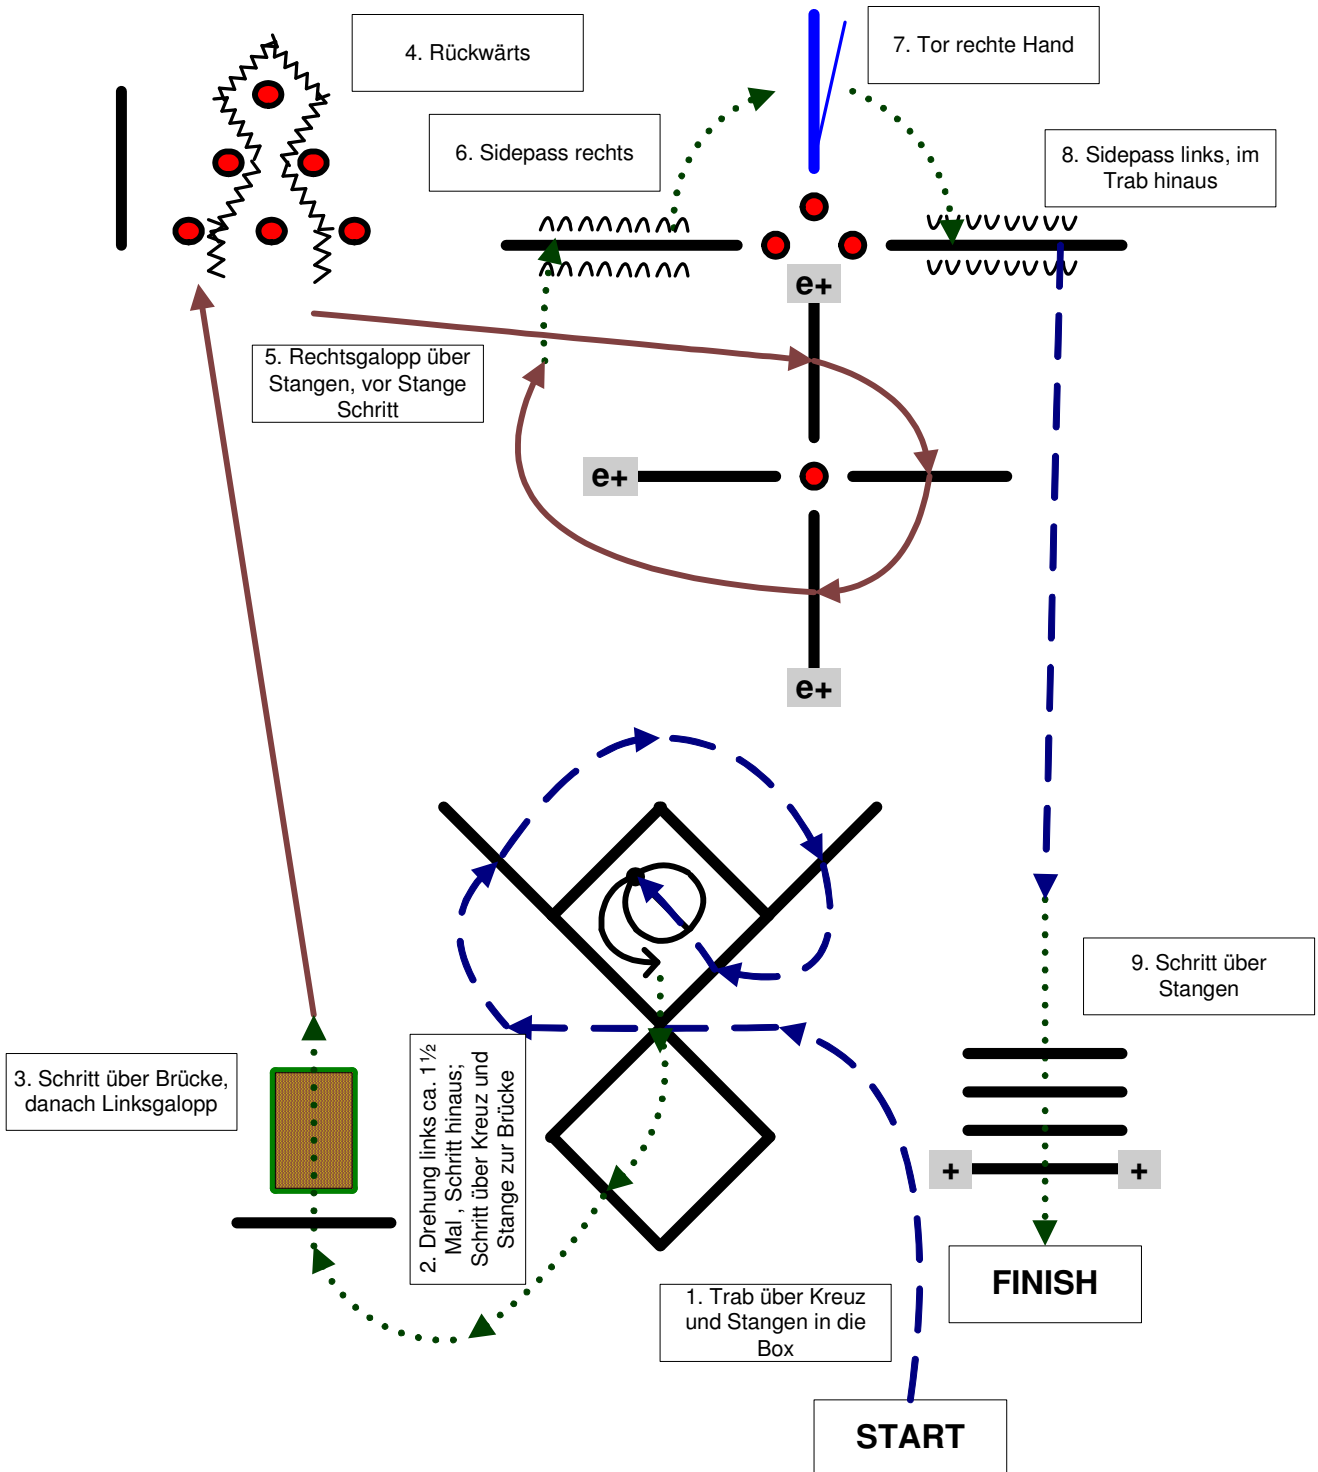 4. Rückwärts
7. Tor rechte Hand
6. Sidepass rechts
8. Sidepass links, im
Trab hinaus
e+
5. Rechtsgalopp über
Stangen, vor Stange
Schritt
e+
e+
9. Schritt über
Stangen
3. Schritt über Brücke,
danach Linksgalopp
2. Drehung links ca. 1½
Mal , Schritt hinaus;
Schritt über Kreuz und
Stange zur Brücke
+
+
FINISH
1. Trab über Kreuz
und Stangen in die
Box
START